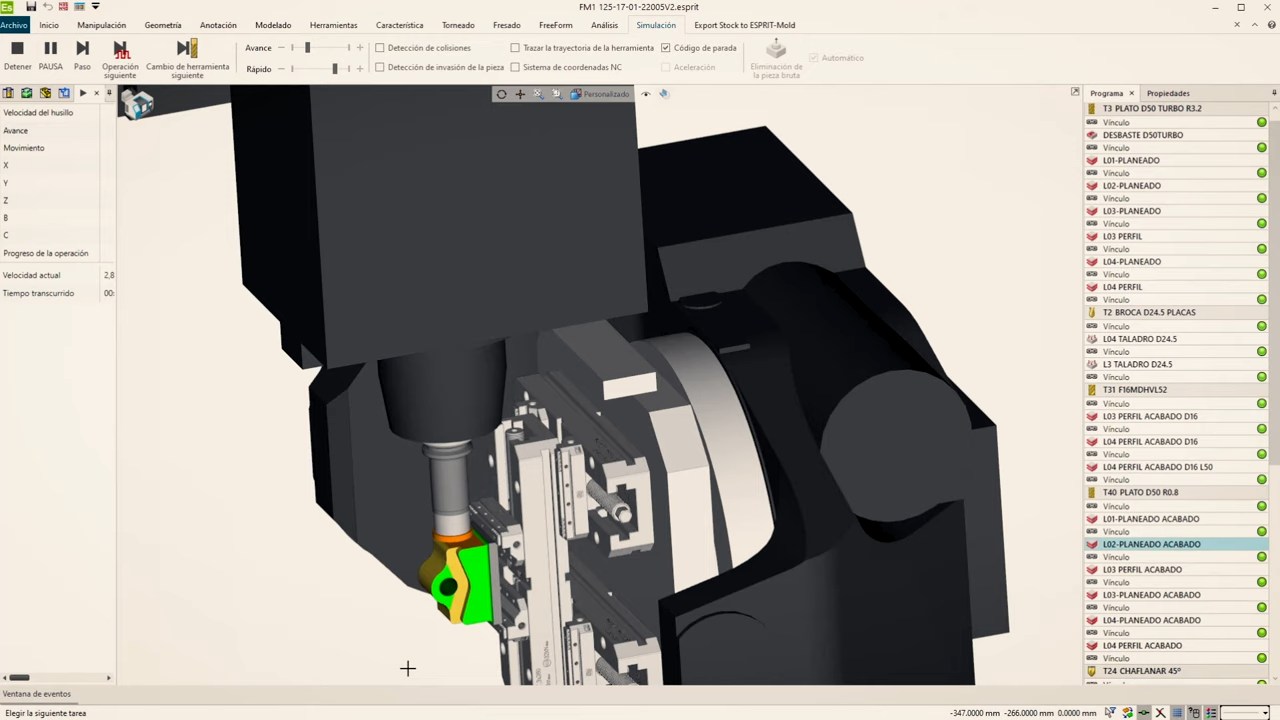 Es
FM1 125-17-01-22005V2.esprit
Archivo Inicio Manipulación Geometría Anotación Modelado Herramientas Característica Torneado Fresado FreeForm Análisis Simulación Export Stock to ESPRIT-Mold
Detener PAUSA Paso Operación siguiente Cambio de herramienta siguiente
Avance
Rápido
Detección de colisiones Trazar la trayectoria de la herramienta Código de parada
Detección de invasión de la pieza Sistema de coordenadas NC Aceleración
Eliminación de la pieza bruta
Automático
Personalizado
Velocidad del husillo
Avance
Movimiento
X
Y
Z
B
C
Progreso de la operación
Velocidad actual 2,8
Tiempo transcurrido 00:
Programa Propiedades
T3 PLATO D50 TURBO R3.2
Vínculo
DESBASTE D50TURBO
Vínculo
L01-PLANEADO
Vínculo
L02-PLANEADO
Vínculo
L03-PLANEADO
Vínculo
L03 PERFIL
Vínculo
L04-PLANEADO
Vínculo
L04 PERFIL
Vínculo
T2 BROCA D24.5 PLACAS
Vínculo
L04 TALADRO D24.5
Vínculo
L3 TALADRO D24.5
Vínculo
T31 F16MDHVL52
Vínculo
L03 PERFIL ACABADO D16
Vínculo
L04 PERFIL ACABADO D16
Vínculo
L04 PERFIL ACABADO D16 L50
Vínculo
T40 PLATO D50 R0.8
Vínculo
L01-PLANEADO ACABADO
Vínculo
L02-PLANEADO ACABADO
Vínculo
L03 PERFIL ACABADO
Vínculo
L03-PLANEADO ACABADO
Vínculo
L04-PLANEADO ACABADO
Vínculo
L04 PERFIL ACABADO
Vínculo
T24 CHAFLANAR 45º
Ventana de eventos
Elegir la siguiente tarea
-347.0000 mm -266.0000 mm 0.0000 mm